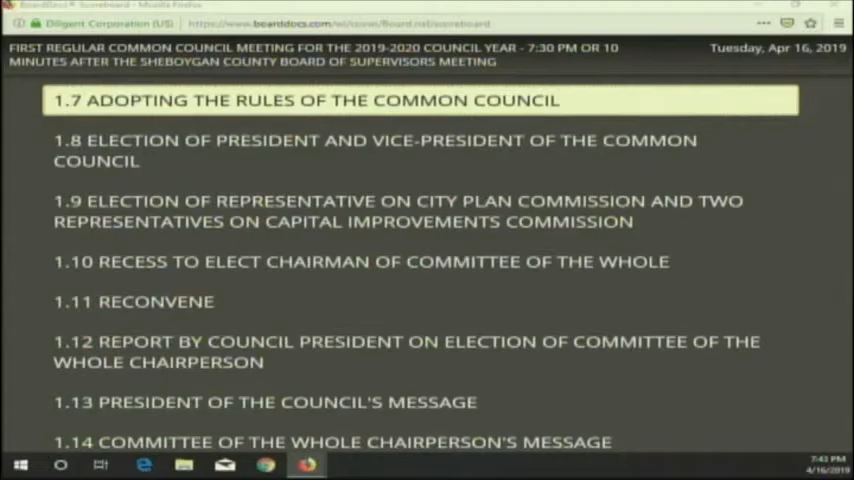 BoardDocs® Scoreboard - Mozilla Firefox
Diligent Corporation (US)
https://www.boarddocs.com/wi/cosws/Board.nsf/scoreboard
FIRST REGULAR COMMON COUNCIL MEETING FOR THE 2019-2020 COUNCIL YEAR - 7:30 PM OR 10
MINUTES AFTER THE SHEBOYGAN COUNTY BOARD OF SUPERVISORS MEETING
Tuesday, Apr 16, 2019
1.7 ADOPTING THE RULES OF THE COMMON COUNCIL
1.8 ELECTION OF PRESIDENT AND VICE-PRESIDENT OF THE COMMON
COUNCIL
1.9 ELECTION OF REPRESENTATIVE ON CITY PLAN COMMISSION AND TWO
REPRESENTATIVES ON CAPITAL IMPROVEMENTS COMMISSION
1.10 RECESS TO ELECT CHAIRMAN OF COMMITTEE OF THE WHOLE
1.11 RECONVENE
1.12 REPORT BY COUNCIL PRESIDENT ON ELECTION OF COMMITTEE OF THE
WHOLE CHAIRPERSON
1.13 PRESIDENT OF THE COUNCIL'S MESSAGE
1.14 COMMITTEE OF THE WHOLE CHAIRPERSON'S MESSAGE
7:43 PM
4/16/2019